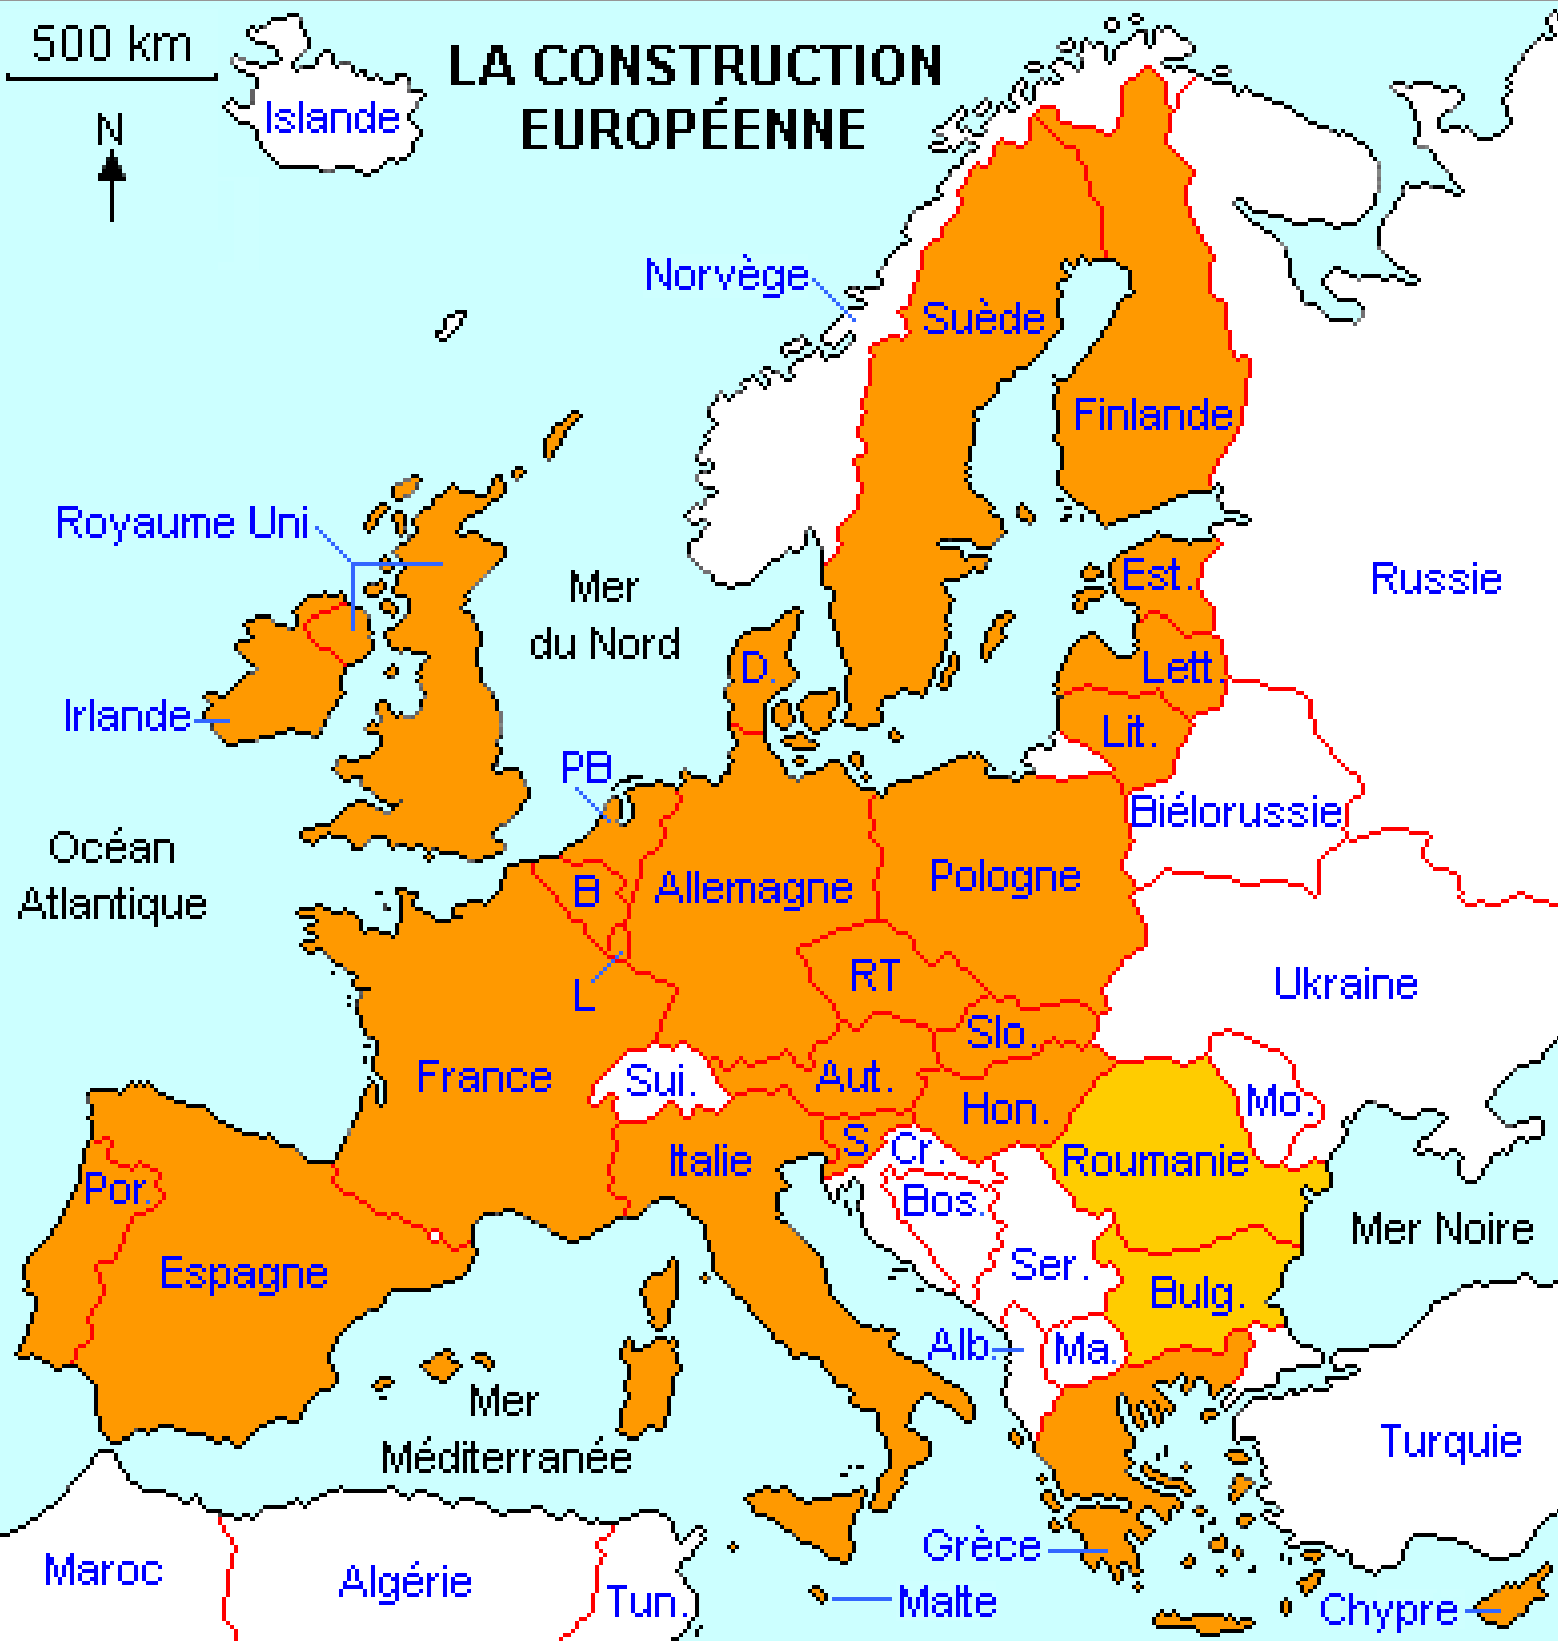 500 km
LA CONSTRUCTION
EUROPÉENNE
N
Islande
Norvège
Suède
Finlande
Royaume Uni
Mer
du Nord
Est.
Russie
Irlande
D.
Lett.
Lit.
PB
Biélorussie
Océan
Atlantique
B
Allemagne
Pologne
L
RT
Ukraine
Slo.
France
Sui.
Aut.
Hon.
Mo.
Por.
Italie
S
Cr.
Roumanie
Bos.
Mer Noire
Espagne
Ser.
Bulg.
Alb.
Ma.
Mer
Méditerranée
Turquie
Grèce
Maroc
Algérie
Tun.
Malte
Chypre